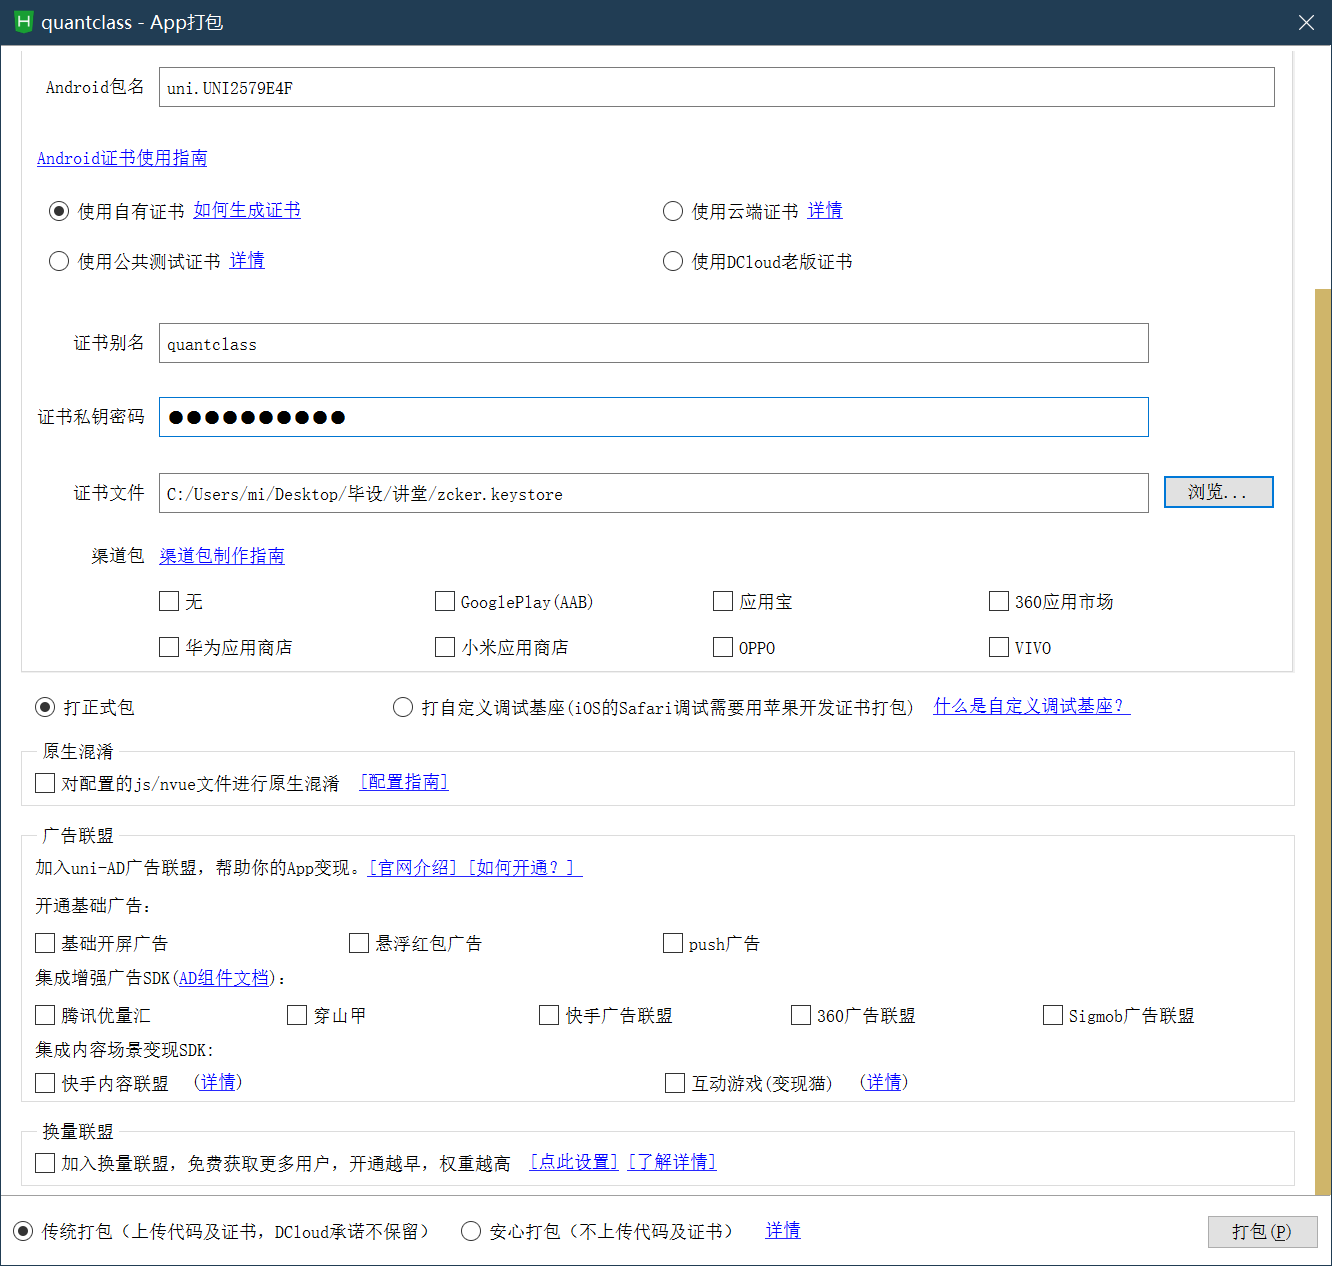 quantclass - App打包
Android包名 uni.UNI2579E4F
Android证书使用指南
使用自有证书 如何生成证书 使用云端证书 详情
使用公共测试证书 详情 使用DCloud老版证书
证书别名 quantclass
证书私钥密码 ●●●●●●●●●●
证书文件 C:/Users/mi/Desktop/毕设/讲堂/zcker.keystore 浏览...
渠道包 渠道包制作指南
无 GooglePlay(AAB) 应用宝 360应用市场
华为应用商店 小米应用商店 OPPO VIVO
打正式包 打自定义调试基座(iOS的Safari调试需要用苹果开发证书打包) 什么是自定义调试基座？
原生混淆
对配置的js/nvue文件进行原生混淆 [配置指南]
广告联盟
加入uni-AD广告联盟，帮助你的App变现。[官网介绍] [如何开通？]
开通基础广告：
基础开屏广告 悬浮红包广告 push广告
集成增强广告SDK(AD组件文档)：
腾讯优量汇 穿山甲 快手广告联盟 360广告联盟 Sigmob广告联盟
集成内容场景变现SDK:
快手内容联盟 (详情) 互动游戏(变现猫) (详情)
换量联盟
加入换量联盟，免费获取更多用户，开通越早，权重越高 [点此设置] [了解详情]
传统打包（上传代码及证书，DCloud承诺不保留） 安心打包（不上传代码及证书） 详情 打包(P)